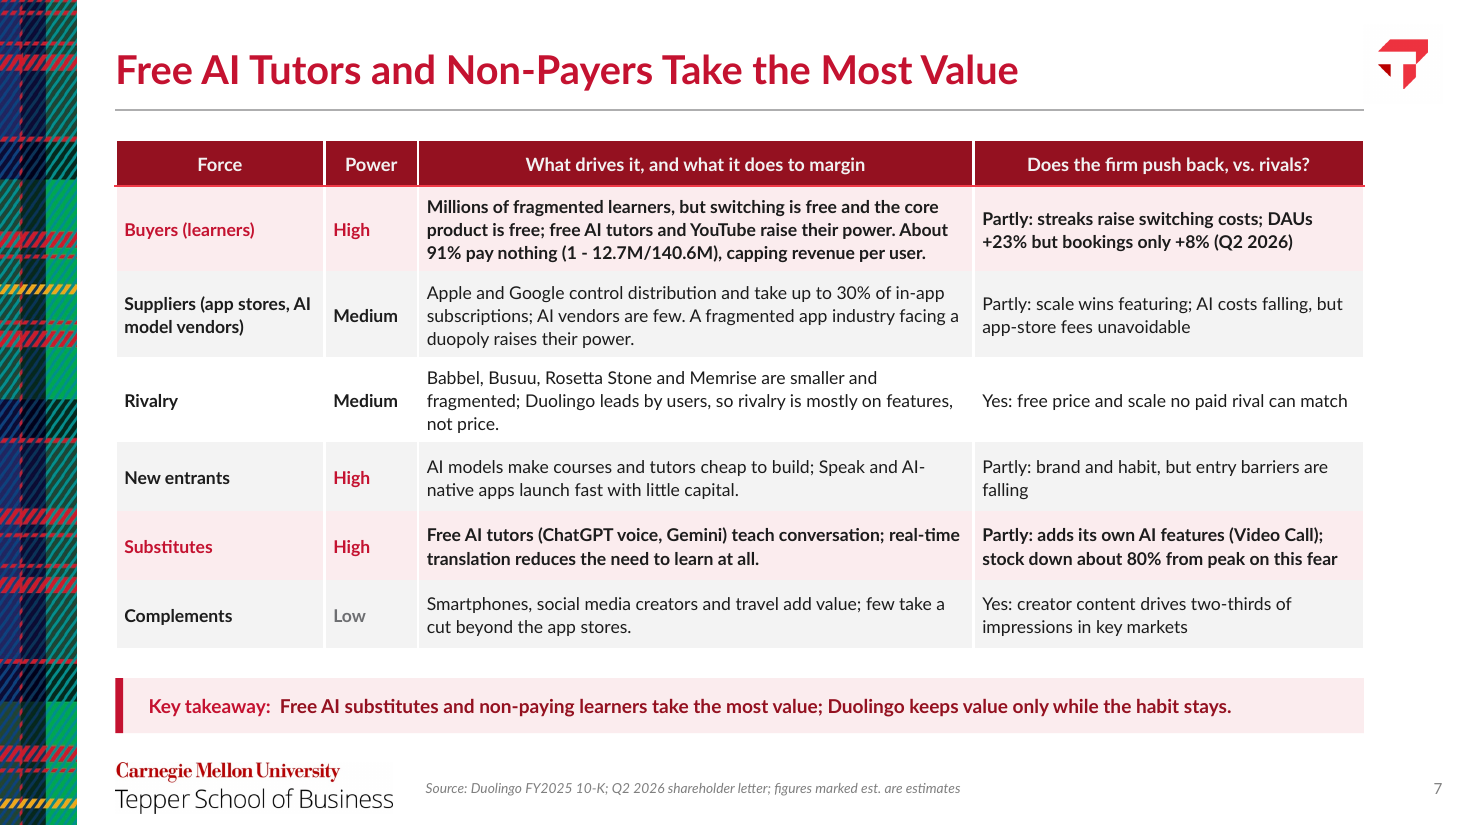 Free AI Tutors and Non-Payers Take the Most Value
Force
Power
What drives it, and what it does to margin
Does the firm push back, vs. rivals?
Buyers (learners)
High
Millions of fragmented learners, but switching is free and the core
product is free; free AI tutors and YouTube raise their power. About
91% pay nothing (1 - 12.7M/140.6M), capping revenue per user.
Partly: streaks raise switching costs; DAUs
+23% but bookings only +8% (Q2 2026)
Suppliers (app stores, AI
model vendors)
Medium
Apple and Google control distribution and take up to 30% of in-app
subscriptions; AI vendors are few. A fragmented app industry facing a
duopoly raises their power.
Partly: scale wins featuring; AI costs falling, but
app-store fees unavoidable
Rivalry
Medium
Babbel, Busuu, Rosetta Stone and Memrise are smaller and
fragmented; Duolingo leads by users, so rivalry is mostly on features,
not price.
Yes: free price and scale no paid rival can match
New entrants
High
AI models make courses and tutors cheap to build; Speak and AI-
native apps launch fast with little capital.
Partly: brand and habit, but entry barriers are
falling
Substitutes
High
Free AI tutors (ChatGPT voice, Gemini) teach conversation; real-time
translation reduces the need to learn at all.
Partly: adds its own AI features (Video Call);
stock down about 80% from peak on this fear
Complements
Low
Smartphones, social media creators and travel add value; few take a
cut beyond the app stores.
Yes: creator content drives two-thirds of
impressions in key markets
Key takeaway: Free AI substitutes and non-paying learners take the most value; Duolingo keeps value only while the habit stays.
Carnegie Mellon University
Tepper School of Business
Source: Duolingo FY2025 10-K; Q2 2026 shareholder letter; figures marked est. are estimates
7